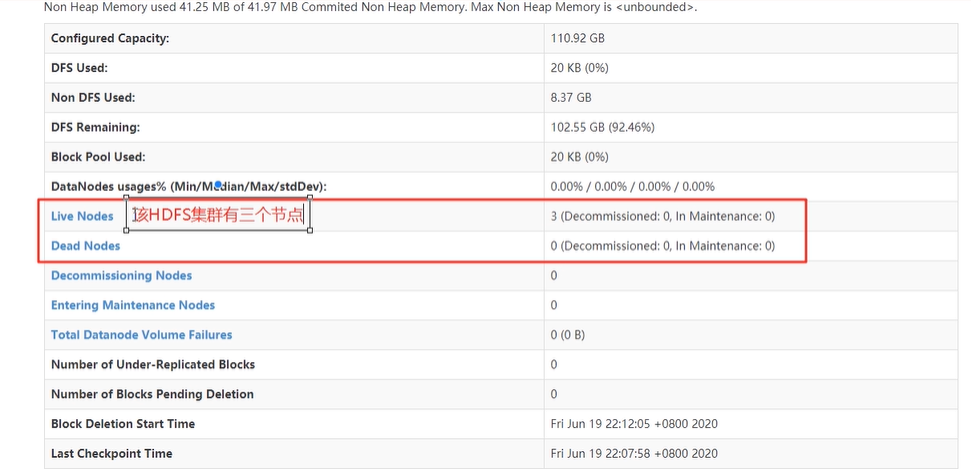 Non Heap Memory used 41.25 MB of 41.97 MB Commited Non Heap Memory. Max Non Heap Memory is <unbounded>.
Configured Capacity: 110.92 GB
DFS Used: 20 KB (0%)
Non DFS Used: 8.37 GB
DFS Remaining: 102.55 GB (92.46%)
Block Pool Used: 20 KB (0%)
DataNodes usages% (Min/Median/Max/stdDev): 0.00% / 0.00% / 0.00% / 0.00%
Live Nodes 该HDFS集群有三个节点 3 (Decommissioned: 0, In Maintenance: 0)
Dead Nodes 0 (Decommissioned: 0, In Maintenance: 0)
Decommissioning Nodes 0
Entering Maintenance Nodes 0
Total Datanode Volume Failures 0 (0 B)
Number of Under-Replicated Blocks 0
Number of Blocks Pending Deletion 0
Block Deletion Start Time Fri Jun 19 22:12:05 +0800 2020
Last Checkpoint Time Fri Jun 19 22:07:58 +0800 2020